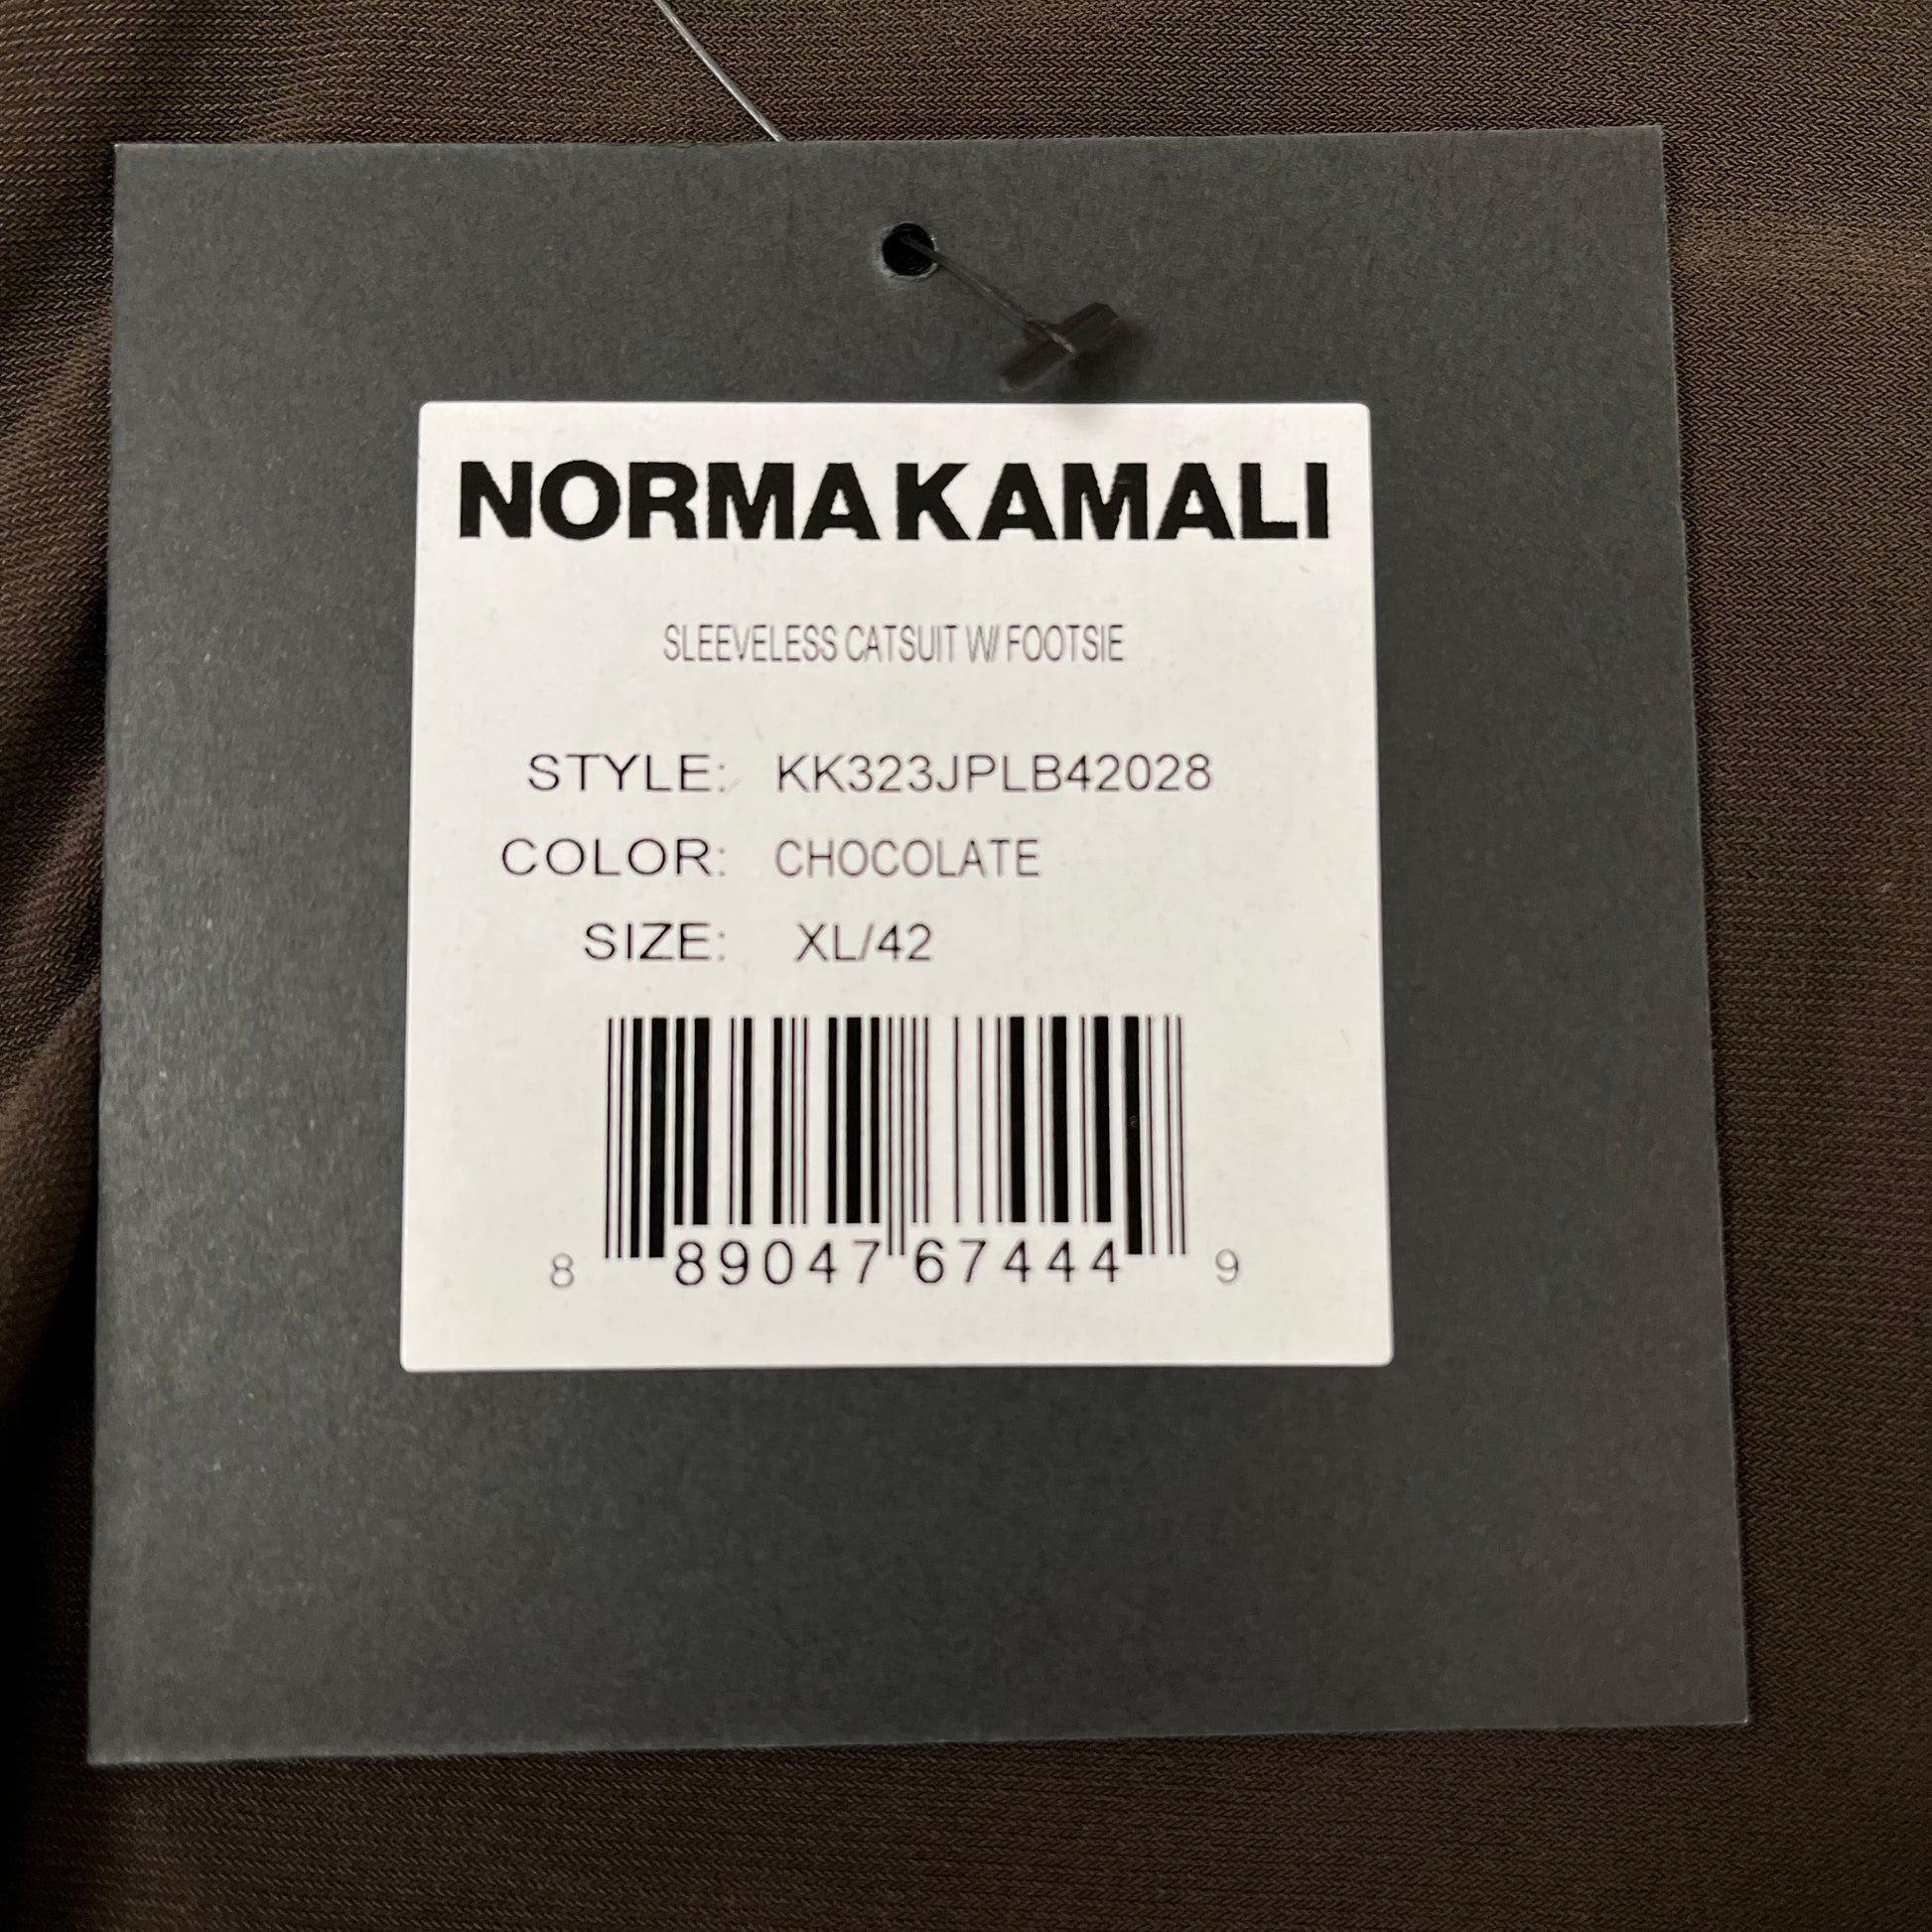 NORMA KAMALI
SLEEVELESS CATSUIT W/ FOOTSIE
STYLE: KK323JPLB42028
COLOR: CHOCOLATE
SIZE: XL/42
8 89047 67444 9